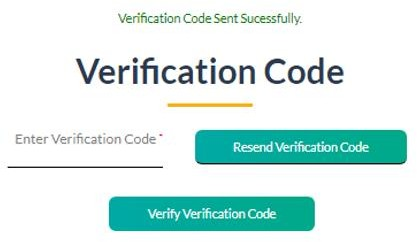 Verification Code Sent Sucessfully.
Verification Code
Enter Verification Code *
Resend Verification Code
Verify Verification Code